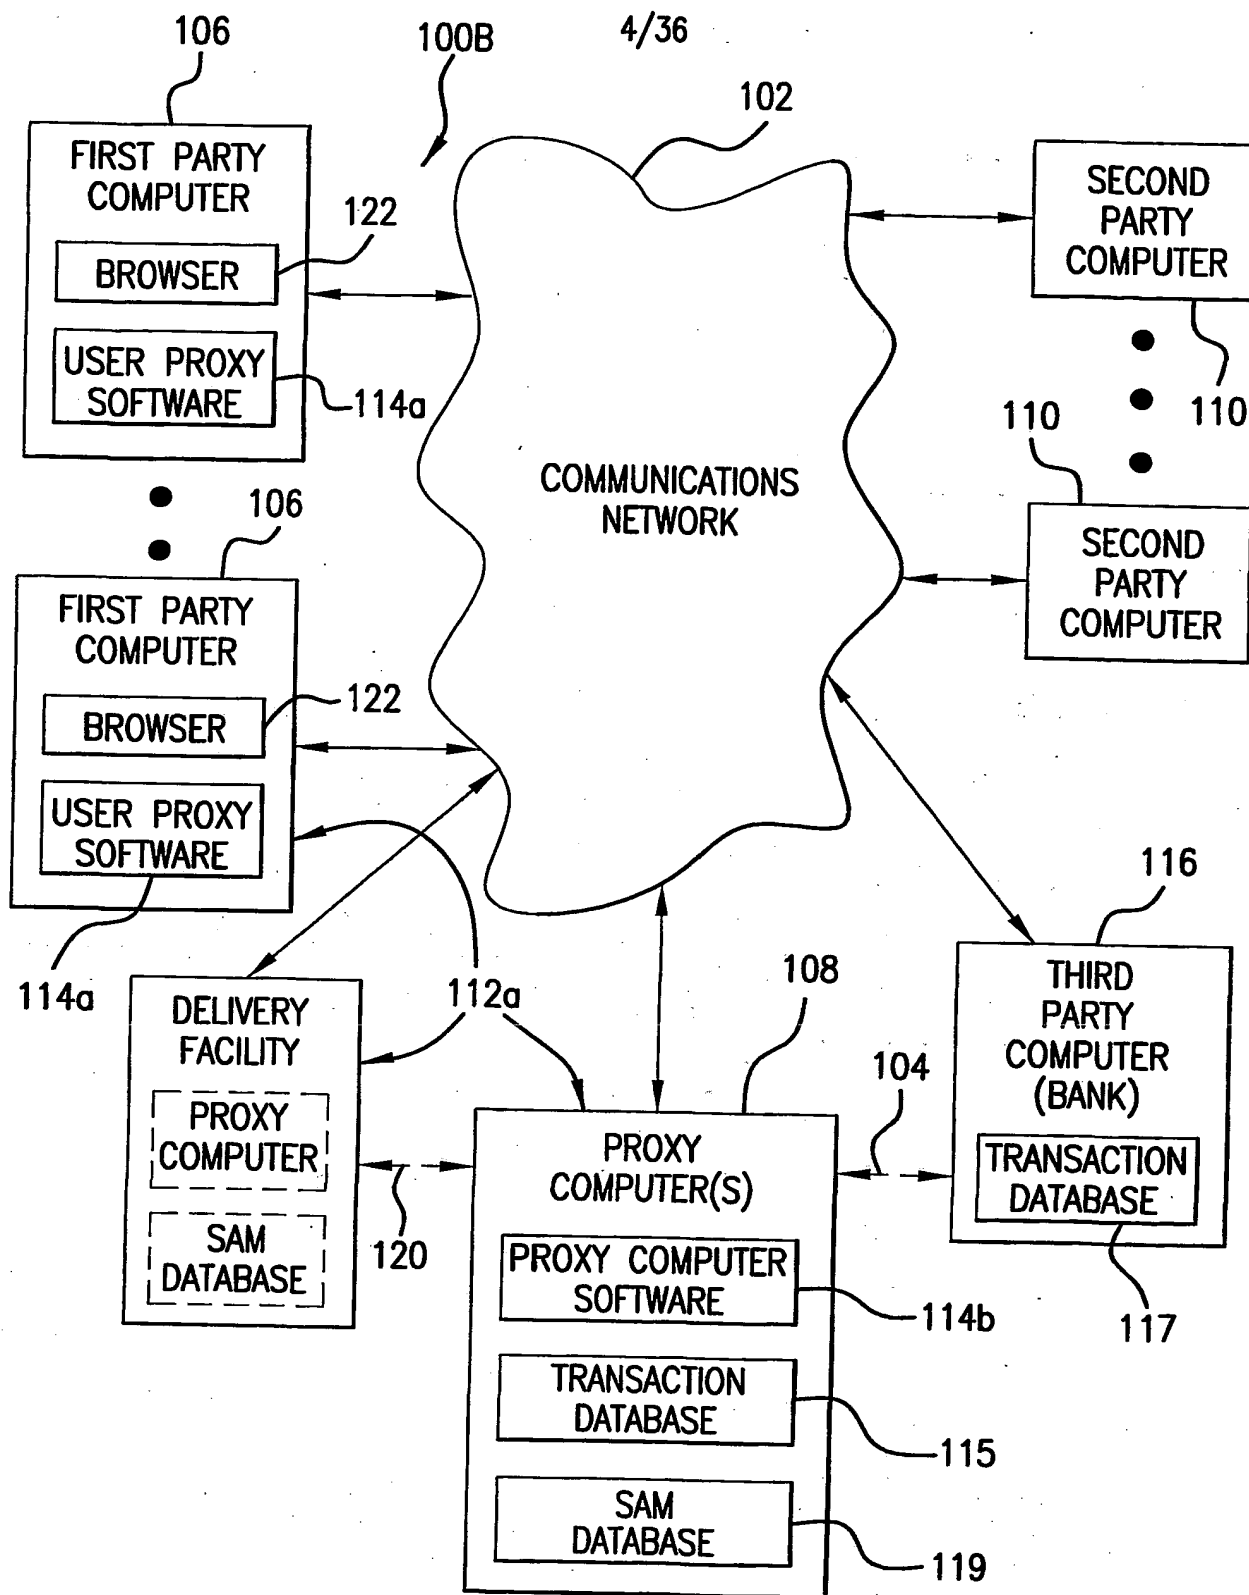 4/36
106
100B
102
FIRST PARTY
COMPUTER
122
BROWSER
USER PROXY
SOFTWARE
114a
SECOND
PARTY
COMPUTER
110
110
COMMUNICATIONS
NETWORK
SECOND
PARTY
COMPUTER
106
FIRST PARTY
COMPUTER
122
BROWSER
USER PROXY
SOFTWARE
114a
112a
108
116
DELIVERY
FACILITY
PROXY
COMPUTER
SAM
DATABASE
120
104
THIRD
PARTY
COMPUTER
(BANK)
TRANSACTION
DATABASE
117
PROXY
COMPUTER(S)
PROXY COMPUTER
SOFTWARE
114b
TRANSACTION
DATABASE
115
SAM
DATABASE
119